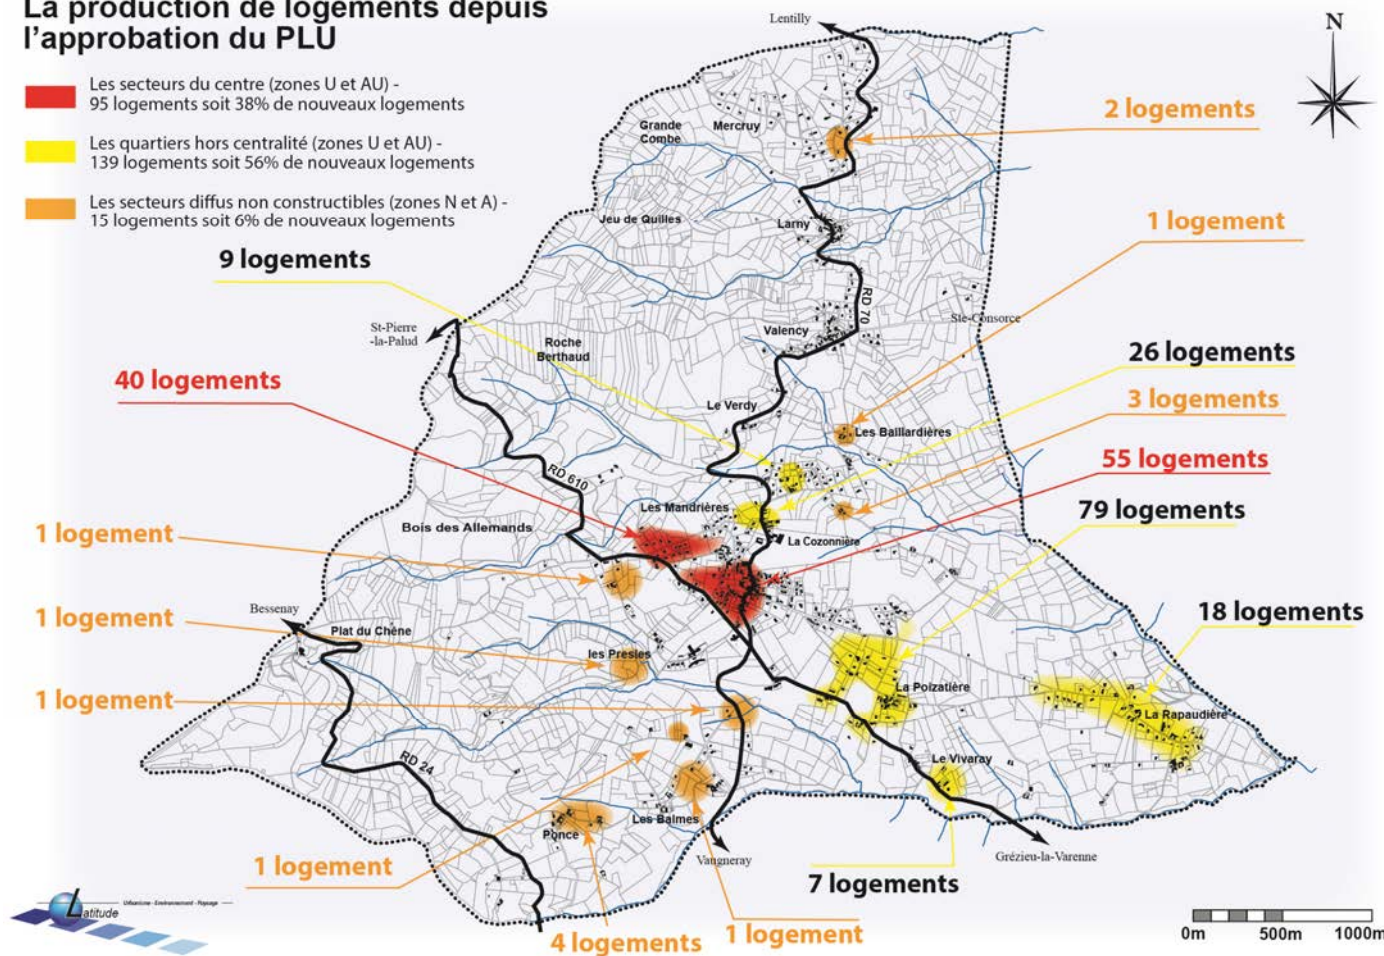 La production de logements depuis
l’approbation du PLU
Les secteurs du centre (zones U et AU) -
95 logements soit 38% de nouveaux logements
Les quartiers hors centralité (zones U et AU) -
139 logements soit 56% de nouveaux logements
Les secteurs diffus non constructibles (zones N et A) -
15 logements soit 6% de nouveaux logements
Lentilly
N
2 logements
Grande
Combe
Mercruy
Jeu de Quilles
Larny
1 logement
9 logements
RD 70
Ste-Consorce
St-Pierre
-la-Palud
Valency
Roche
Berthaud
26 logements
40 logements
3 logements
Le Verdy
Les Baillardières
55 logements
RD 610
Les Mandrières
79 logements
Bois des Allemands
1 logement
La Cozonnière
Bessenay
1 logement
Plat du Chêne
18 logements
les Presles
La Poizatière
1 logement
La Rapaudière
RD 24
Le Vivaray
Les Balmes
Ponce
1 logement
Vaugneray
Grézieu-la-Varenne
7 logements
Latitude
Urbanisme - Environnement - Paysage
4 logements
1 logement
0m 500m 1000m